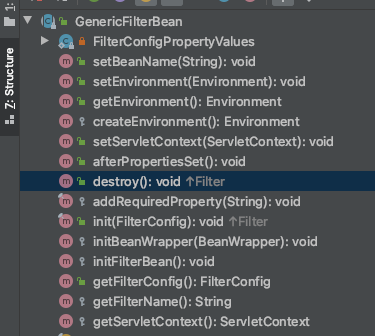 1:
Z: Structure
GenericFilterBean
FilterConfigPropertyValues
setBeanName(String): void
setEnvironment(Environment): void
getEnvironment(): Environment
createEnvironment(): Environment
setServletContext(ServletContext): void
afterPropertiesSet(): void
destroy(): void ↑Filter
addRequiredProperty(String): void
init(FilterConfig): void ↑Filter
initBeanWrapper(BeanWrapper): void
initFilterBean(): void
getFilterConfig(): FilterConfig
getFilterName(): String
getServletContext(): ServletContext